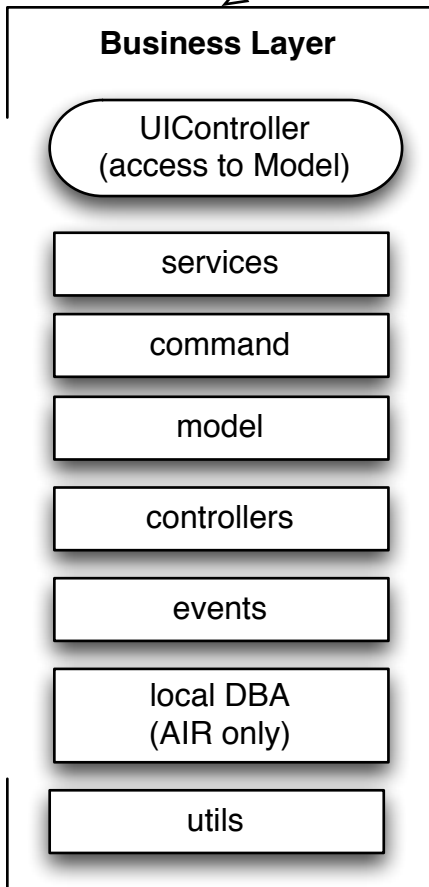 Business Layer
UIController
(access to Model)
services
command
model
controllers
events
local DBA
(AIR only)
utils